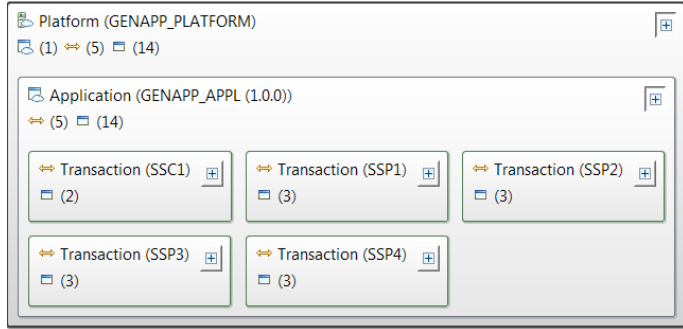 Platform (GENAPP_PLATFORM)
(1) (5) (14)
Application (GENAPP_APPL (1.0.0))
(5) (14)
Transaction (SSC1)
(2)
Transaction (SSP1)
(3)
Transaction (SSP2)
(3)
Transaction (SSP3)
(3)
Transaction (SSP4)
(3)